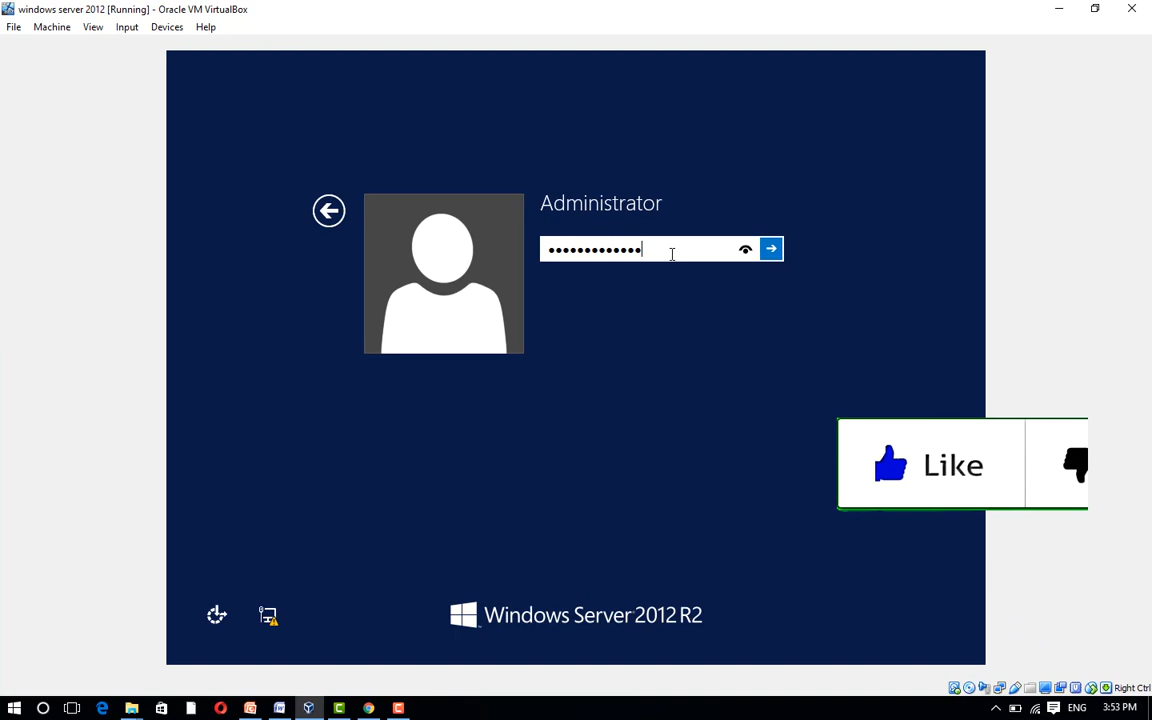 windows server 2012 [Running] - Oracle VM VirtualBox
File Machine View Input Devices Help
Administrator
•••••••••••••
Like
Windows Server 2012 R2
Right Ctrl
ENG 3:53 PM